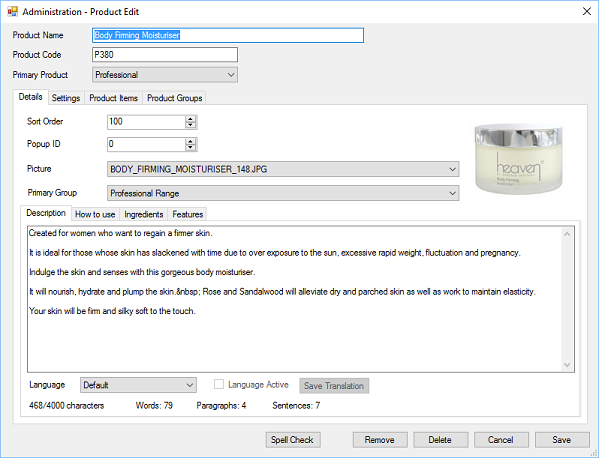 Administration - Product Edit
Product Name
Body Firming Moisturiser
Product Code
P380
Primary Product
Professional
Details Settings Product Items Product Groups
Sort Order
100
Popup ID
0
Picture
BODY_FIRMING_MOISTURISER_148.JPG
Primary Group
Professional Range
heaven
Body Firming
Description How to use Ingredients Features
Created for women who want to regain a firmer skin.
It is ideal for those whose skin has slackened with time due to over exposure to the sun, excessive rapid weight, fluctuation and pregnancy.
Indulge the skin and senses with this gorgeous body moisturiser.
It will nourish, hydrate and plump the skin.&nbsp; Rose and Sandalwood will alleviate dry and parched skin as well as work to maintain elasticity.
Your skin will be firm and silky soft to the touch.
Language
Default
Language Active
Save Translation
468/4000 characters Words: 79 Paragraphs: 4 Sentences: 7
Spell Check Remove Delete Cancel Save